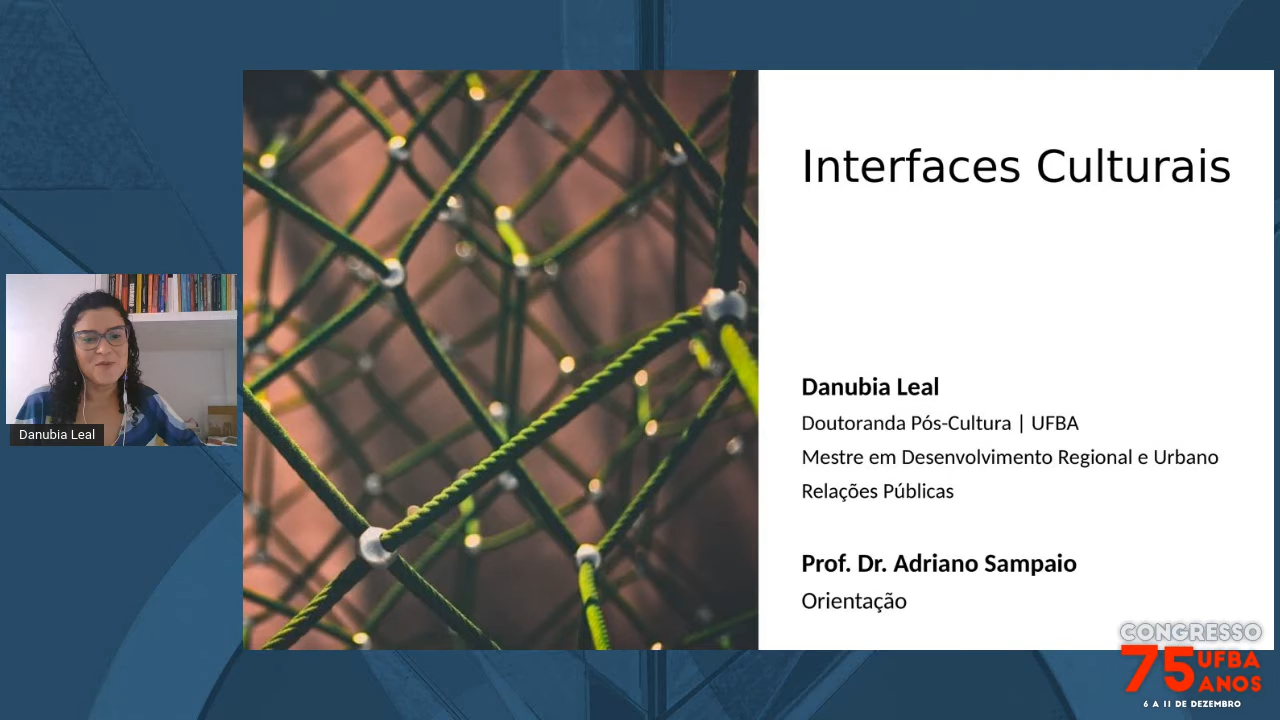 Interfaces Culturais
Danubia Leal
Doutoranda Pós-Cultura | UFBA
Mestre em Desenvolvimento Regional e Urbano
Relações Públicas
Prof. Dr. Adriano Sampaio
Orientação
Danubia Leal
CONGRESSO
75 UFBA
ANOS
6 A 11 DE DEZEMBRO